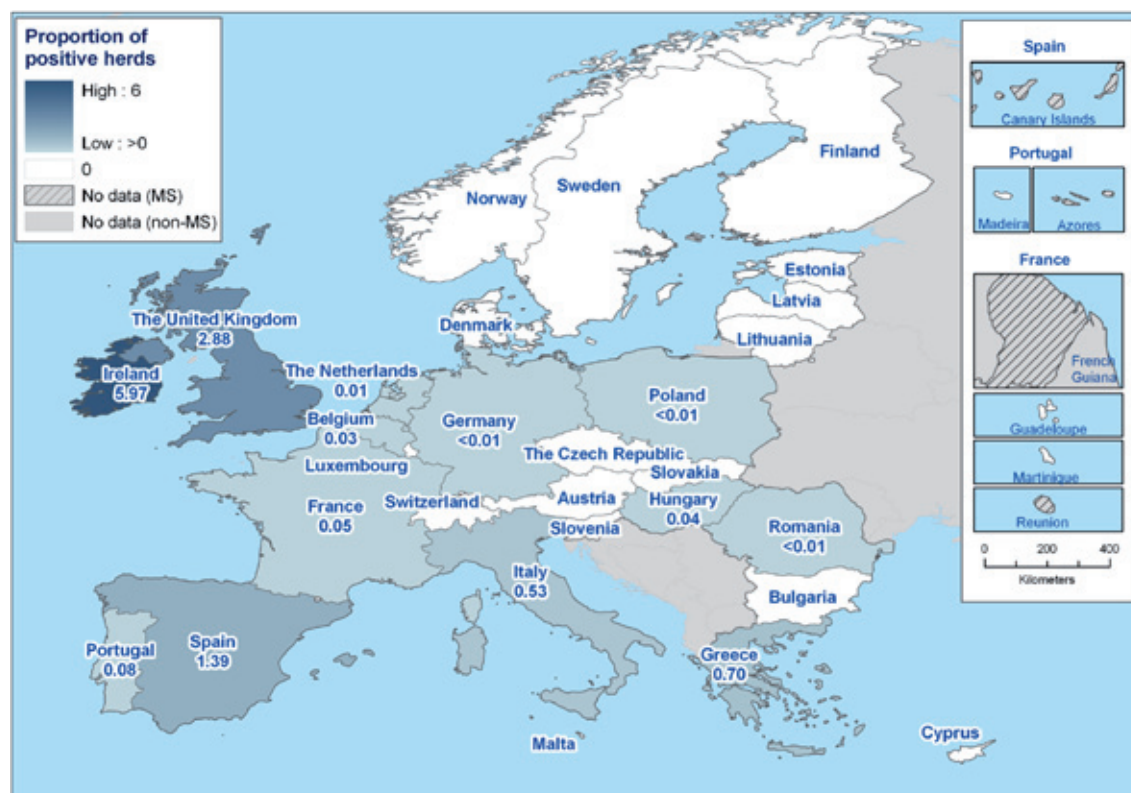 Proportion of
positive herds
High : 6
Low : >0
0
No data (MS)
No data (non-MS)
Spain
Canary Islands
Portugal
Madeira
Azores
France
French
Guiana
Guadeloupe
Martinique
Reunion
0 200 400
Kilometers
Finland
Norway
Sweden
Estonia
Latvia
Lithuania
Denmark
The United Kingdom
2.88
Ireland
5.97
The Netherlands
0.01
Belgium
0.03
Luxembourg
Germany
<0.01
Poland
<0.01
The Czech Republic
Slovakia
France
0.05
Switzerland
Austria
Hungary
0.04
Slovenia
Romania
<0.01
Italy
0.53
Bulgaria
Portugal
0.08
Spain
1.39
Greece
0.70
Malta
Cyprus